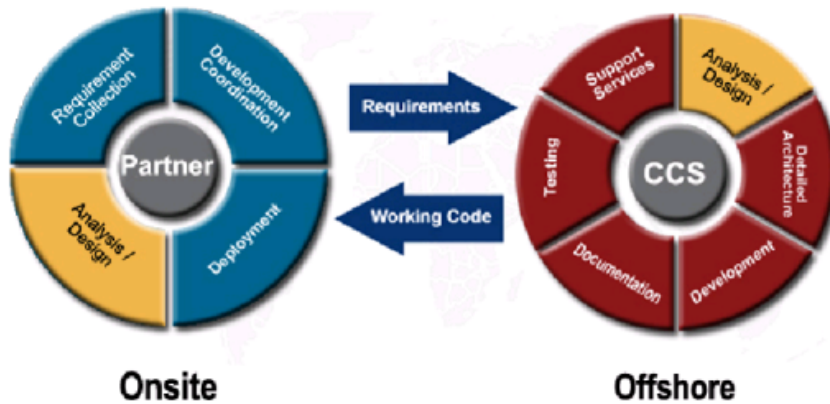 Requirement
Collection
Development
Coordination
Partner
Analysis /
Design
Deployment
Requirements
Working Code
Support
Services
Analysis /
Design
Testing
CCS
Detailed
Architecture
Documentation
Development
Onsite
Offshore